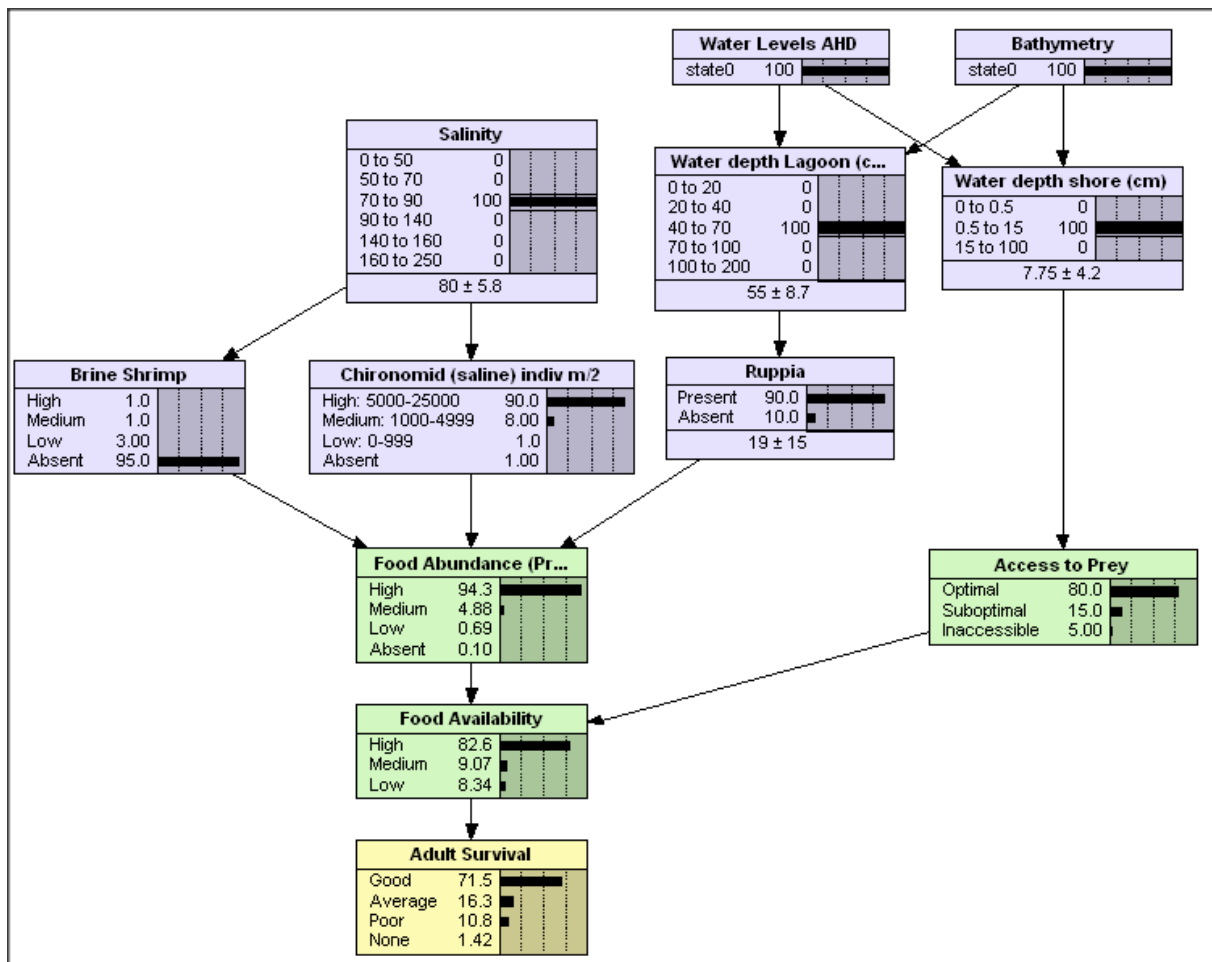 Water Levels AHD
state0 100
Bathymetry
state0 100
Salinity
0 to 50 0
50 to 70 0
70 to 90 100
90 to 140 0
140 to 160 0
160 to 250 0
80 ± 5.8
Water depth Lagoon (c...
0 to 20 0
20 to 40 0
40 to 70 100
70 to 100 0
100 to 200 0
55 ± 8.7
Water depth shore (cm)
0 to 0.5 0
0.5 to 15 100
15 to 100 0
7.75 ± 4.2
Brine Shrimp
High 1.0
Medium 1.0
Low 3.00
Absent 95.0
Chironomid (saline) indiv m/2
High: 5000-25000 90.0
Medium: 1000-4999 8.00
Low: 0-999 1.0
Absent 1.00
Ruppia
Present 90.0
Absent 10.0
19 ± 15
Food Abundance (Pr...
High 94.3
Medium 4.88
Low 0.69
Absent 0.10
Access to Prey
Optimal 80.0
Suboptimal 15.0
Inaccessible 5.00
Food Availability
High 82.6
Medium 9.07
Low 8.34
Adult Survival
Good 71.5
Average 16.3
Poor 10.8
None 1.42